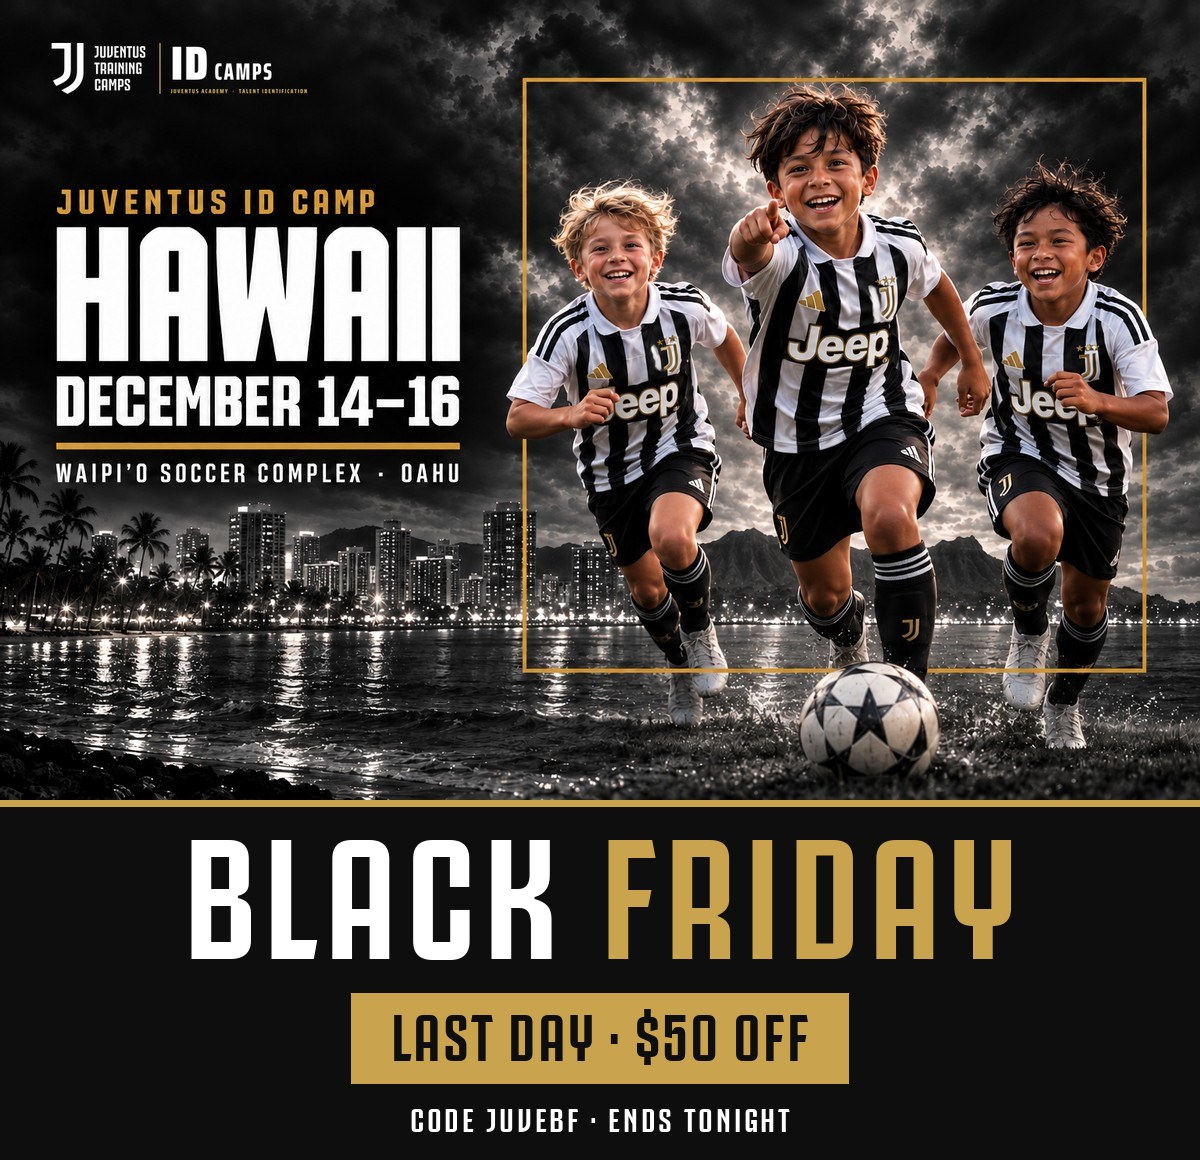 JUVENTUS
TRAINING
CAMPS
ID CAMPS
JUVENTUS ACADEMY · TALENT IDENTIFICATION
JUVENTUS ID CAMP
HAWAII
DECEMBER 14–16
WAIPI'O SOCCER COMPLEX · OAHU
Jeep
Jeep
Jeep
BLACK FRIDAY
LAST DAY · $50 OFF
CODE JUVEBF · ENDS TONIGHT